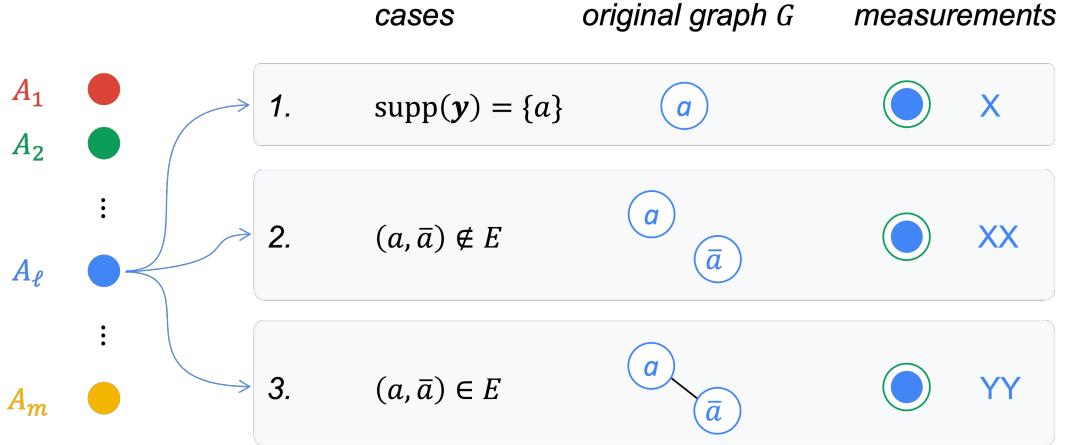 cases original graph G measurements
A₁
A₂
⋮
Aℓ
⋮
Aₘ
1. supp(y) = {a} a X
2. (a, ā) ∉ E a ā XX
3. (a, ā) ∈ E a ā YY